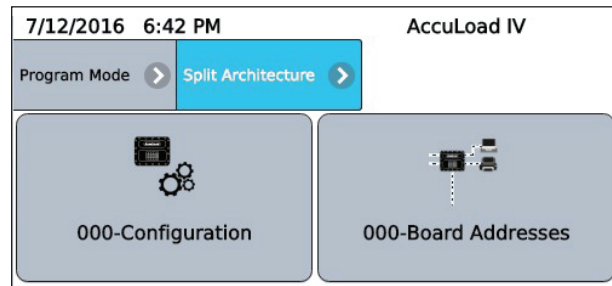 7/12/2016 6:42 PM AccuLoad IV
Program Mode Split Architecture
000-Configuration 000-Board Addresses